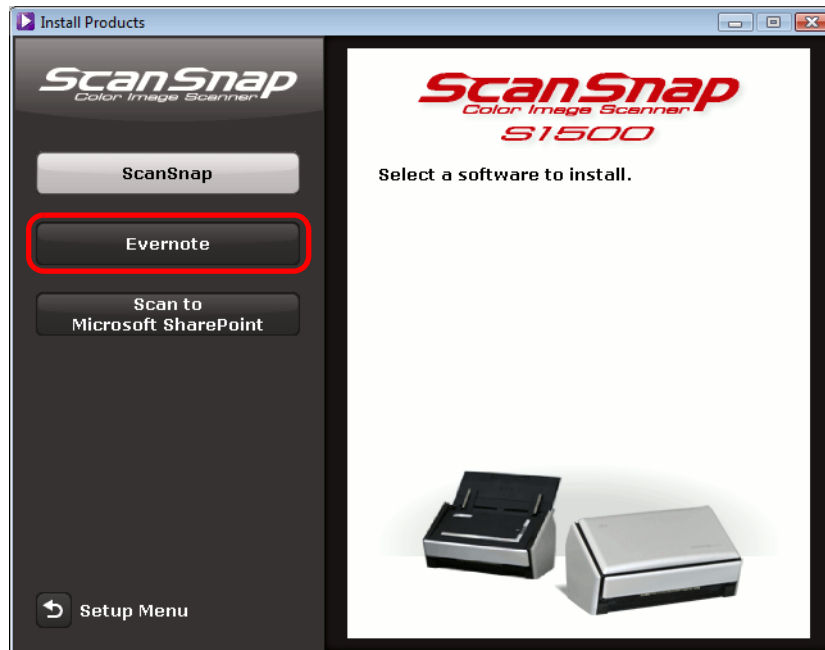 Install Products
ScanSnap
Color Image Scanner
ScanSnap
Evernote
Scan to
Microsoft SharePoint
Setup Menu
ScanSnap
Color Image Scanner
S1500
Select a software to install.